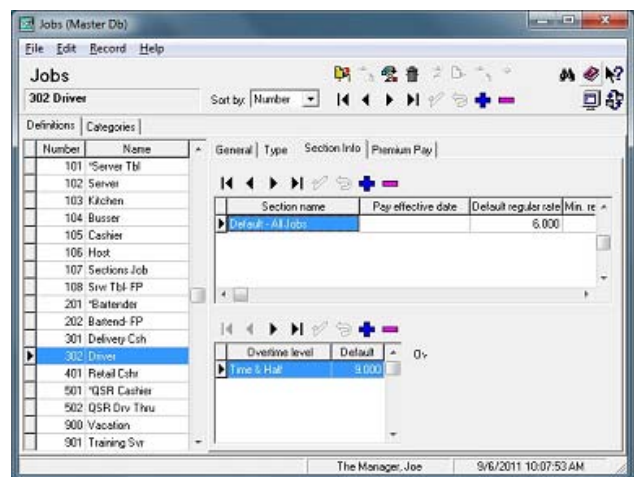 Jobs (Master Db)
File Edit Record Help
Jobs
302 Driver
Sort by: Number
Definitions Categories
Number Name
101 *Server Tbl
102 Server
103 Kitchen
104 Busser
105 Cashier
106 Host
107 Sections Job
108 Srvr Tbl- FP
201 *Bartender
202 Bartend- FP
301 Delivery Csh
302 Driver
401 Retail Cshr
501 *QSR Cashier
502 QSR Drv Thru
900 Vacation
901 Training Svr
General Type Section Info Premium Pay
Section name Pay effective date Default regular rate Min. re
Default - All Jobs 6.000
Overtime level Default
Time & Half 9.000
The Manager, Joe 9/6/2011 10:07:53 AM